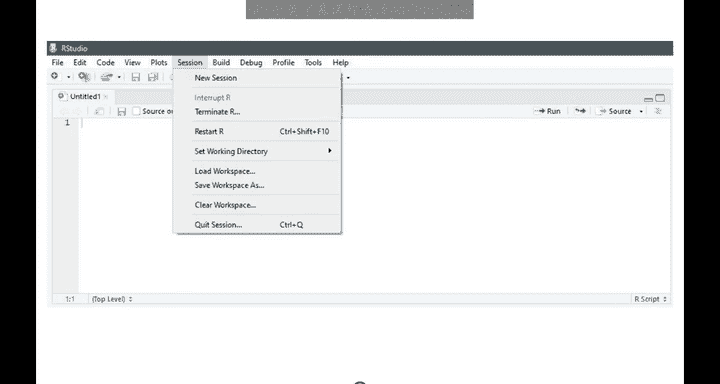 RStudio
File Edit Code View Plots Session Build Debug Profile Tools Help
New Session
Untitled1
Interrupt R
Source
Terminate R...
Run Source
1
Restart R Ctrl+Shift+F10
Set Working Directory
Load Workspace...
Save Workspace As...
Clear Workspace...
Quit Session... Ctrl+Q
1:1 (Top Level) R Script